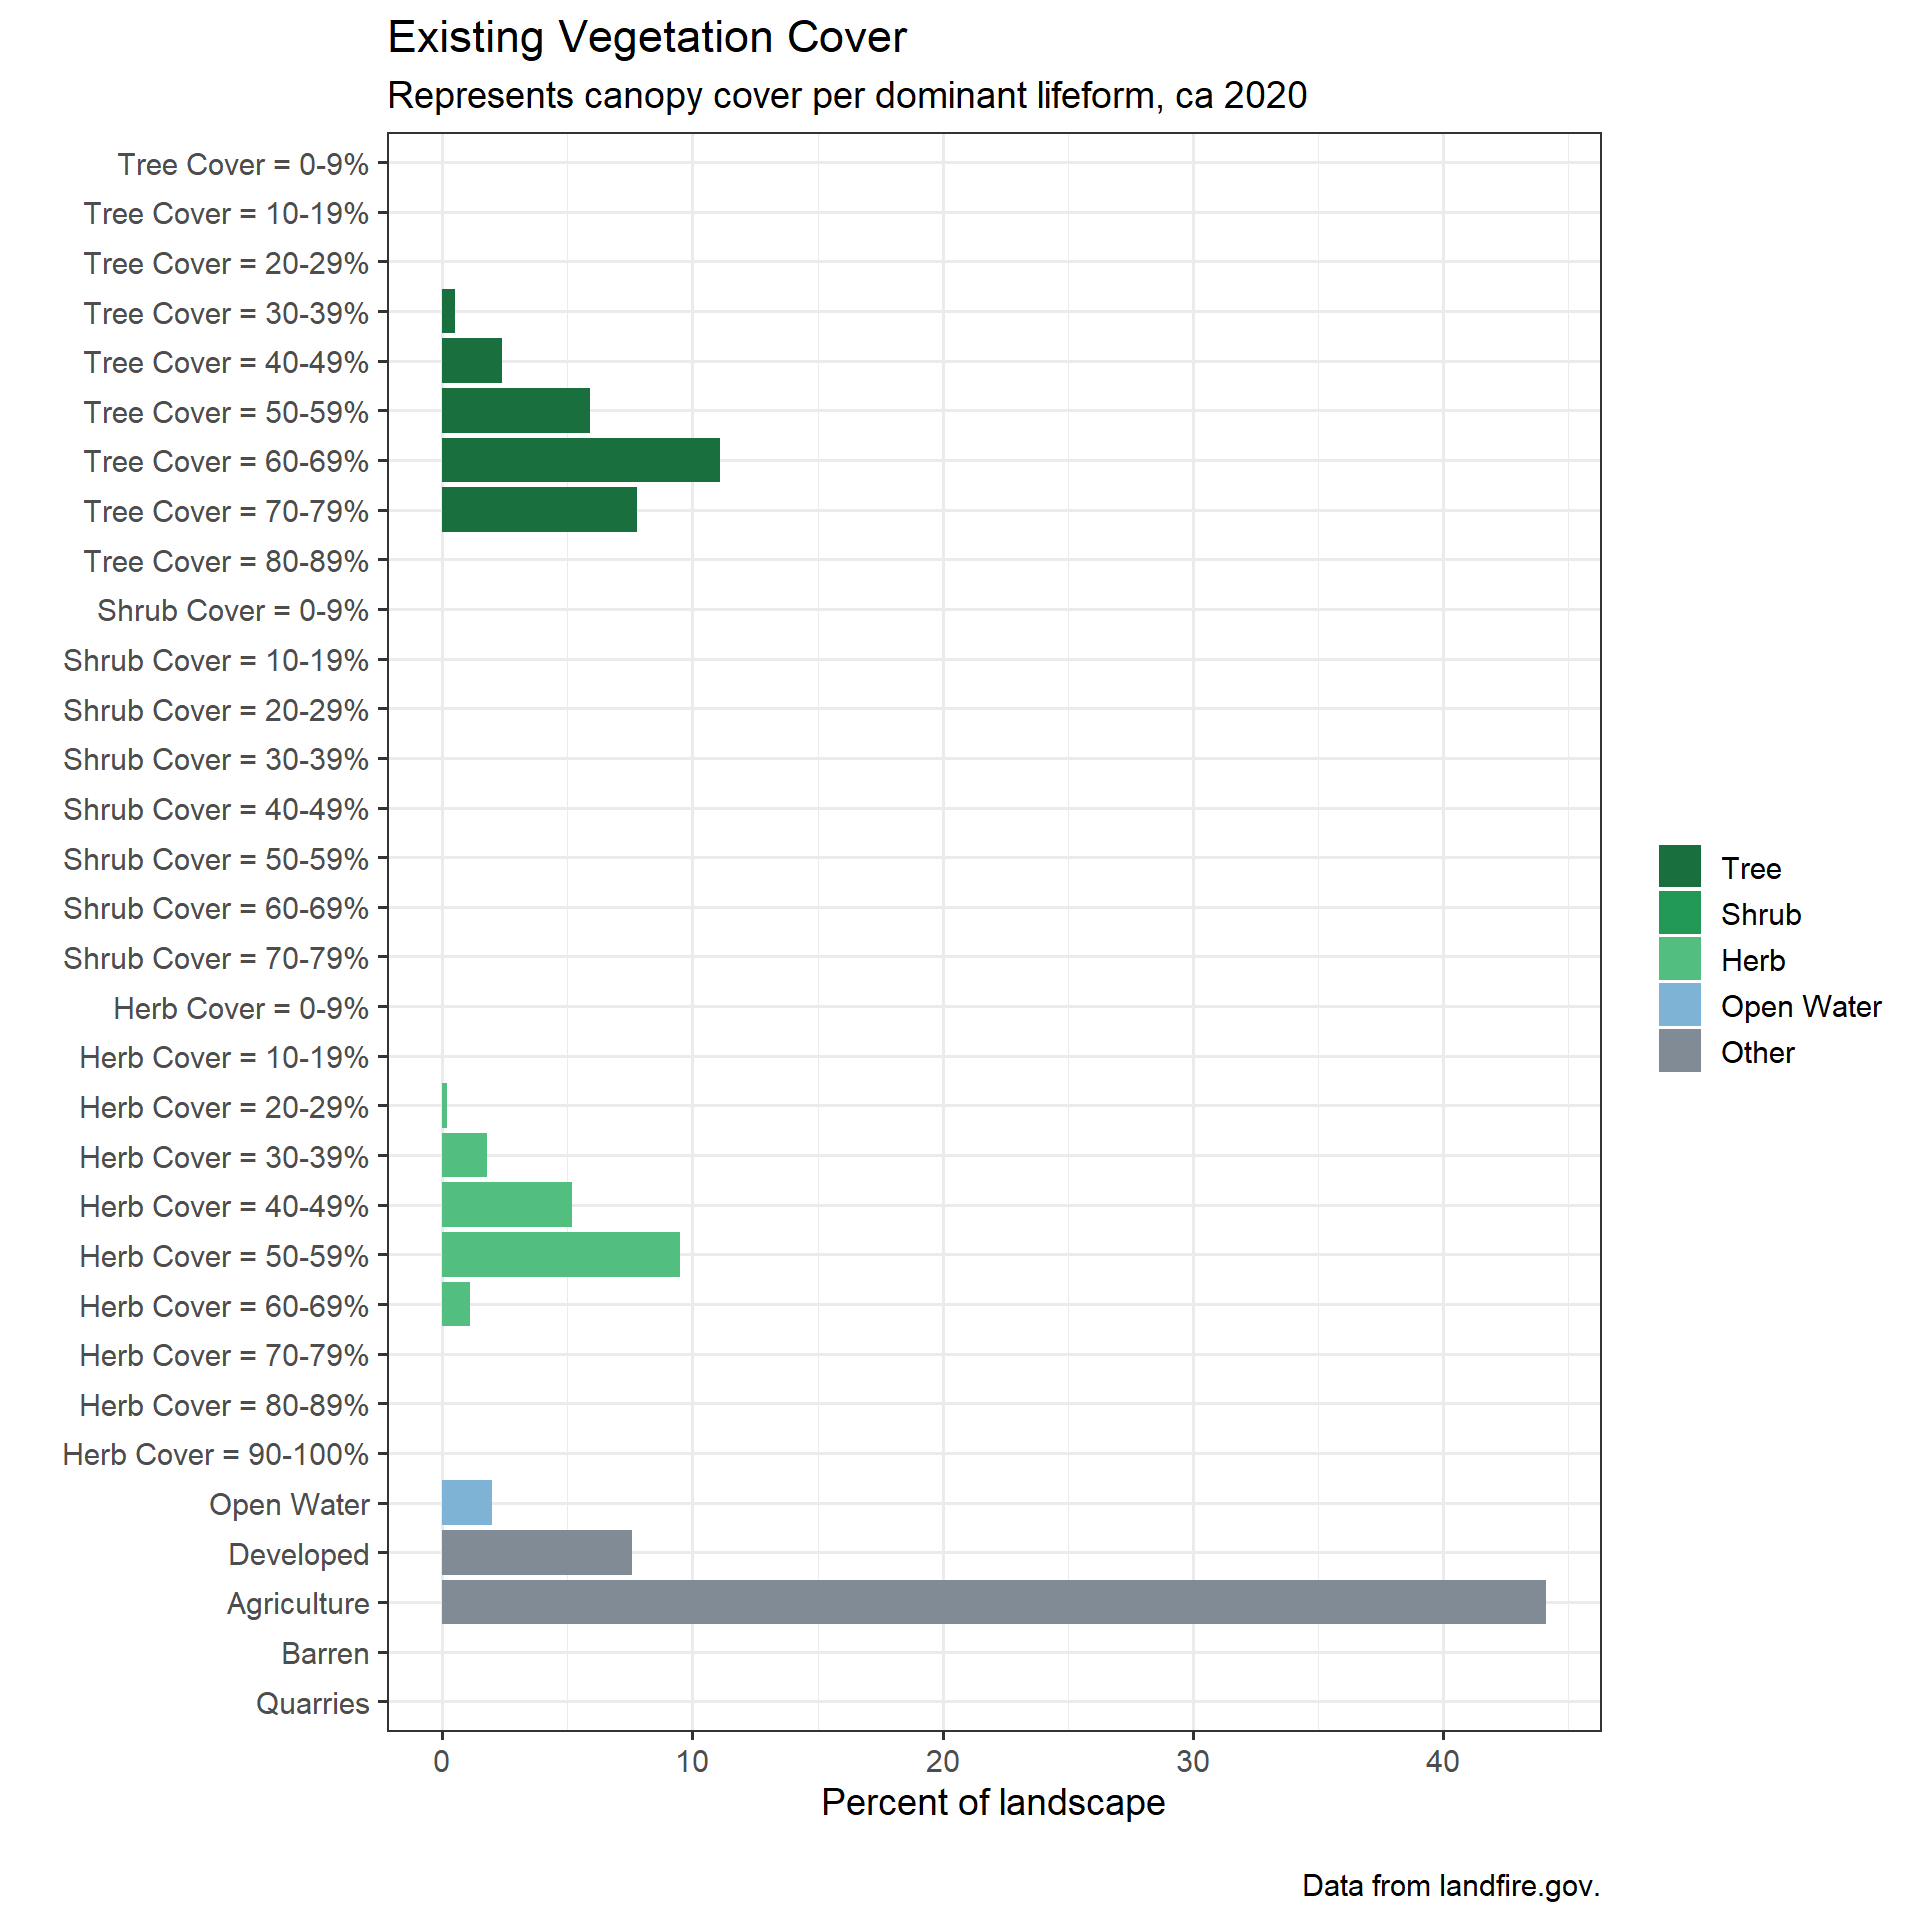 Existing Vegetation Cover
Represents canopy cover per dominant lifeform, ca 2020
Tree Cover = 0-9%
Tree Cover = 10-19%
Tree Cover = 20-29%
Tree Cover = 30-39%
Tree Cover = 40-49%
Tree Cover = 50-59%
Tree Cover = 60-69%
Tree Cover = 70-79%
Tree Cover = 80-89%
Shrub Cover = 0-9%
Shrub Cover = 10-19%
Shrub Cover = 20-29%
Shrub Cover = 30-39%
Shrub Cover = 40-49%
Shrub Cover = 50-59%
Shrub Cover = 60-69%
Shrub Cover = 70-79%
Herb Cover = 0-9%
Herb Cover = 10-19%
Herb Cover = 20-29%
Herb Cover = 30-39%
Herb Cover = 40-49%
Herb Cover = 50-59%
Herb Cover = 60-69%
Herb Cover = 70-79%
Herb Cover = 80-89%
Herb Cover = 90-100%
Open Water
Developed
Agriculture
Barren
Quarries
0 10 20 30 40
Percent of landscape
Tree
Shrub
Herb
Open Water
Other
Data from landfire.gov.